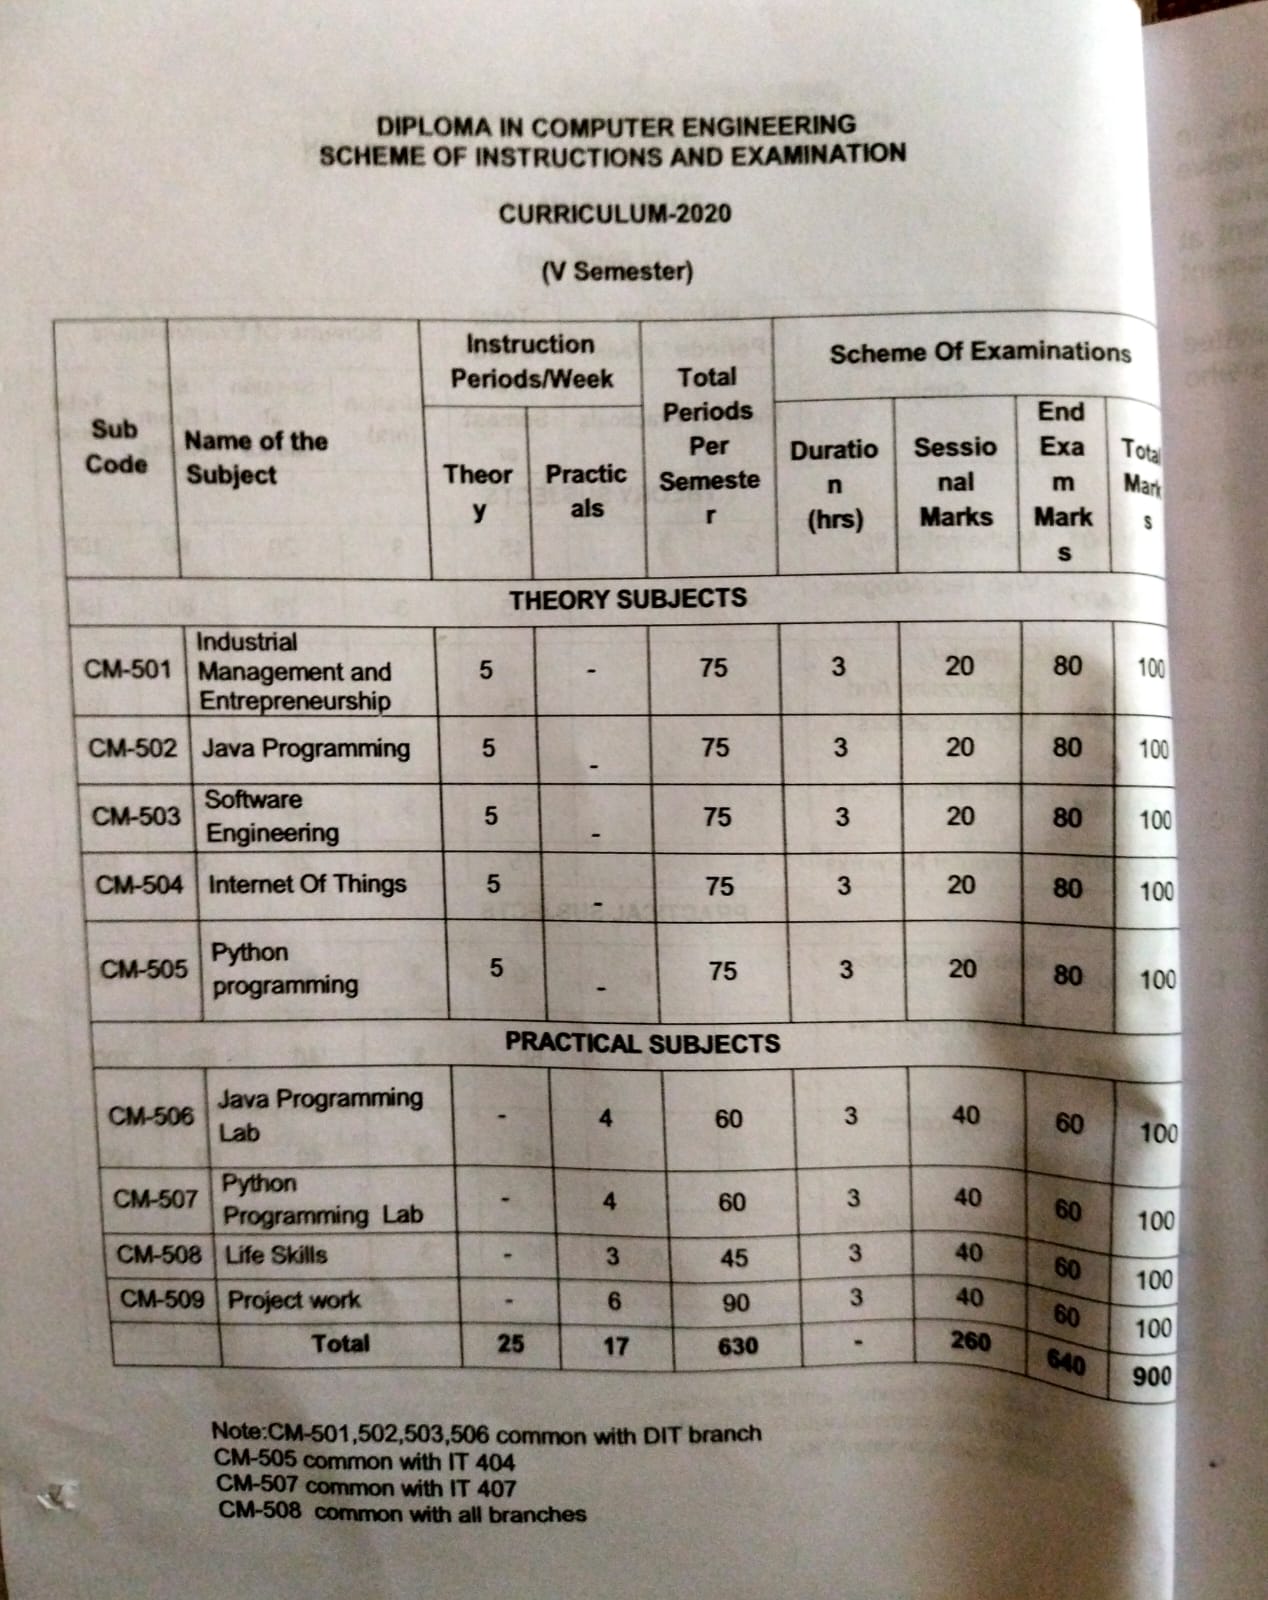 DIPLOMA IN COMPUTER ENGINEERING
SCHEME OF INSTRUCTIONS AND EXAMINATION
CURRICULUM-2020
(V Semester)
Sub Code | Name of the Subject | Instruction Periods/Week | Total Periods Per Semester | Scheme Of Examinations
Theory | Practicals | Duration (hrs) | Sessional Marks | End Exam Marks | Total Marks
THEORY SUBJECTS
CM-501 | Industrial Management and Entrepreneurship | 5 | - | 75 | 3 | 20 | 80 | 100
CM-502 | Java Programming | 5 | - | 75 | 3 | 20 | 80 | 100
CM-503 | Software Engineering | 5 | - | 75 | 3 | 20 | 80 | 100
CM-504 | Internet Of Things | 5 | - | 75 | 3 | 20 | 80 | 100
CM-505 | Python programming | 5 | - | 75 | 3 | 20 | 80 | 100
PRACTICAL SUBJECTS
CM-506 | Java Programming Lab | - | 4 | 60 | 3 | 40 | 60 | 100
CM-507 | Python Programming Lab | - | 4 | 60 | 3 | 40 | 60 | 100
CM-508 | Life Skills | - | 3 | 45 | 3 | 40 | 60 | 100
CM-509 | Project work | - | 6 | 90 | 3 | 40 | 60 | 100
Total | 25 | 17 | 630 | - | 260 | 640 | 900
Note:CM-501,502,503,506 common with DIT branch
CM-505 common with IT 404
CM-507 common with IT 407
CM-508 common with all branches